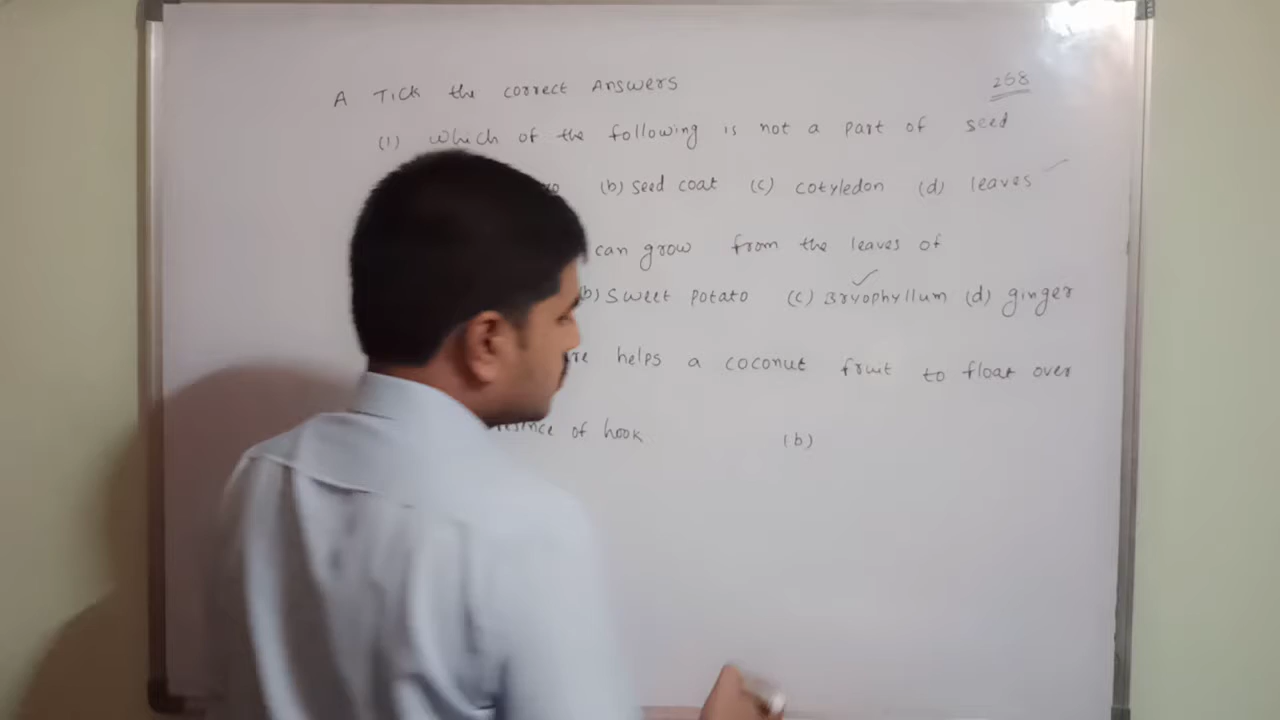 A Tick the correct Answers 268
(1) which of the following is not a part of seed
(b) seed coat (c) cotyledon (d) leaves
can grow from the leaves of
(b) sweet potato (c) Bryophyllum (d) ginger
helps a coconut fruit to float over
of hook (b)